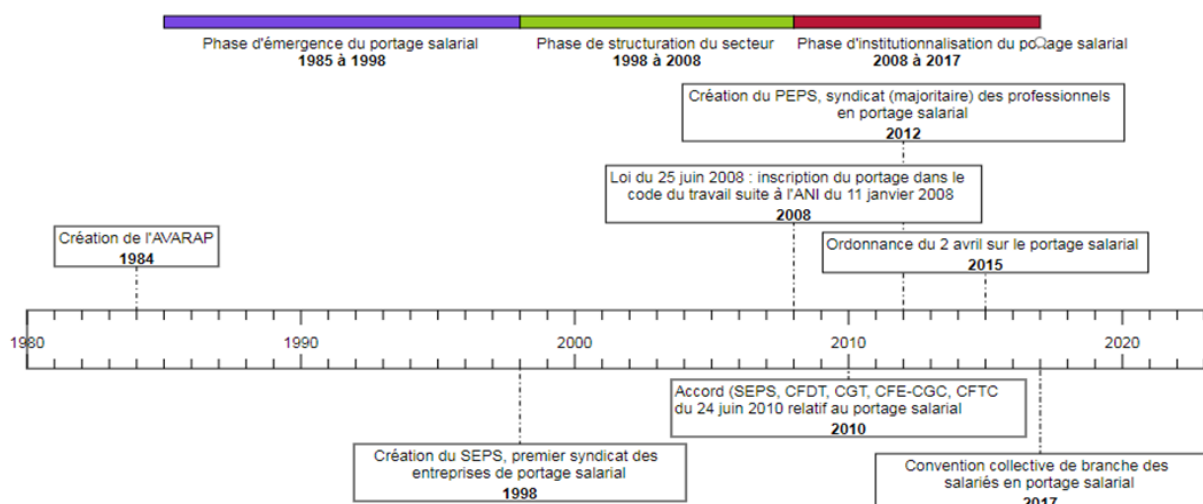 Phase d'émergence du portage salarial
1985 à 1998
Phase de structuration du secteur
1998 à 2008
Phase d'institutionnalisation du portage salarial
2008 à 2017
Création du PEPS, syndicat (majoritaire) des professionnels
en portage salarial
2012
Loi du 25 juin 2008 : inscription du portage dans le
code du travail suite à l'ANI du 11 janvier 2008
2008
Création de l'AVARAP
1984
Ordonnance du 2 avril sur le portage salarial
2015
1980 1990 2000 2010 2020
Accord (SEPS, CFDT, CGT, CFE-CGC, CFTC
du 24 juin 2010 relatif au portage salarial
2010
Création du SEPS, premier syndicat des
entreprises de portage salarial
1998
Convention collective de branche des
salariés en portage salarial
2017